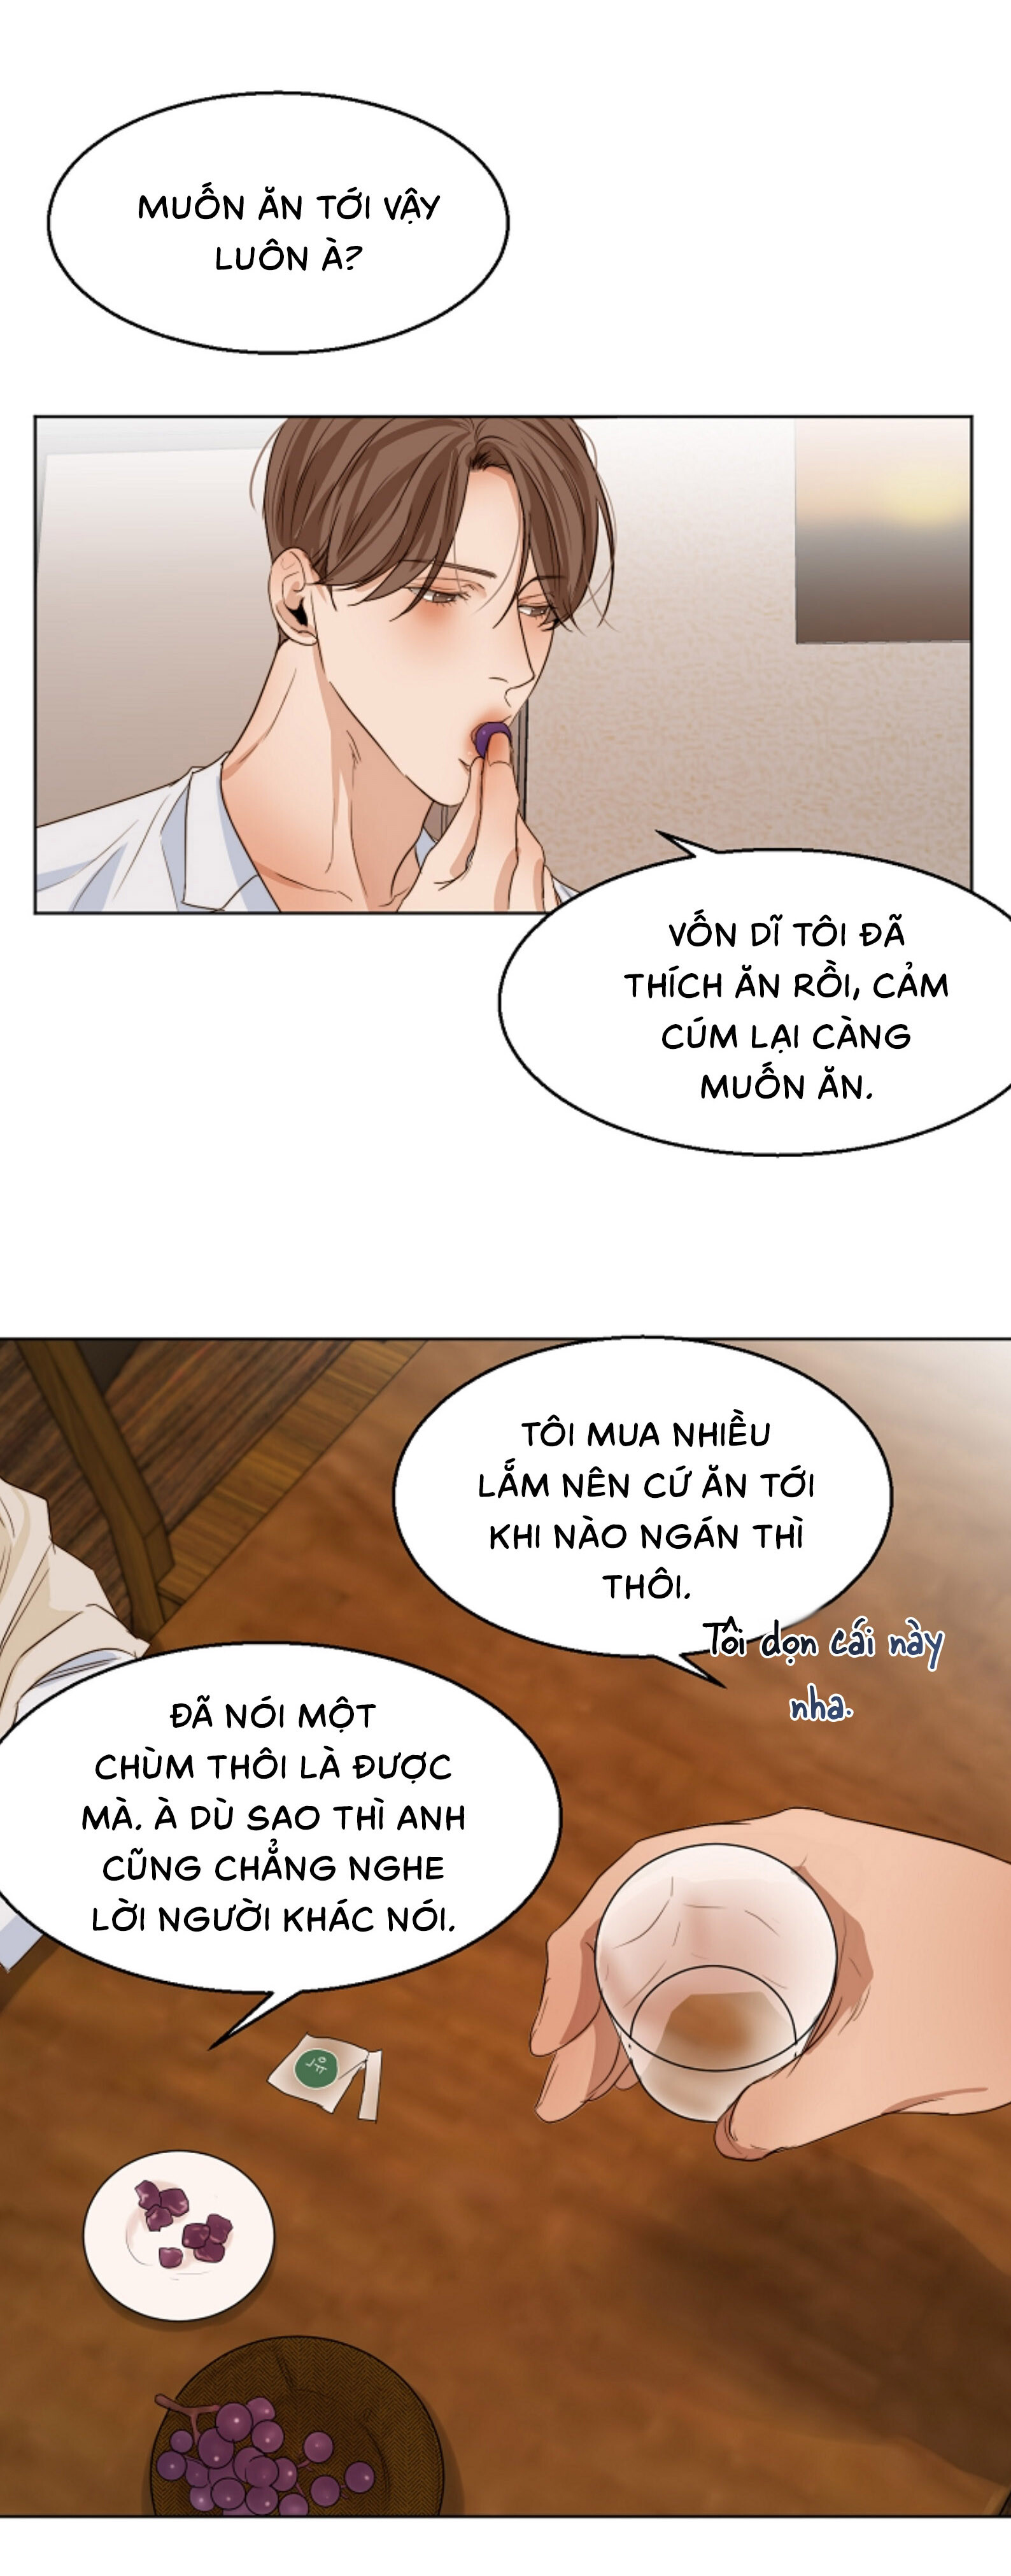 MUỐN ĂN TỚI VẬY
LUÔN À?
VỐN DĨ TÔI ĐÃ
THÍCH ĂN RỒI, CẢM
CÚM LẠI CÀNG
MUỐN ĂN.
TÔI MUA NHIỀU
LẮM NÊN CỨ ĂN TỚI
KHI NÀO NGÁN THÌ
THÔI.
Tôi dọn cái này
nha.
ĐÃ NÓI MỘT
CHÙM THÔI LÀ ĐƯỢC
MÀ. À DÙ SAO THÌ ANH
CŨNG CHẲNG NGHE
LỜI NGƯỜI KHÁC NÓI.